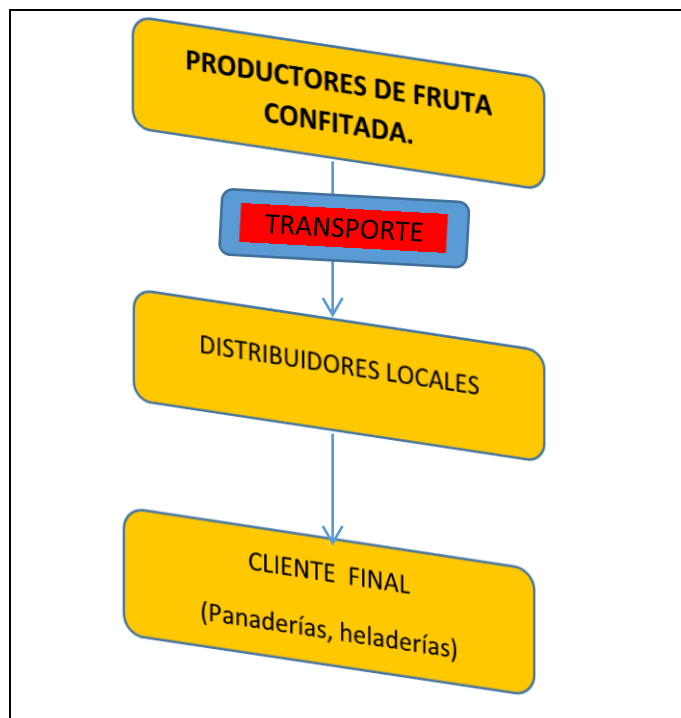 PRODUCTORES DE FRUTA
CONFITADA.
TRANSPORTE
DISTRIBUIDORES LOCALES
CLIENTE FINAL
(Panaderías, heladerías)